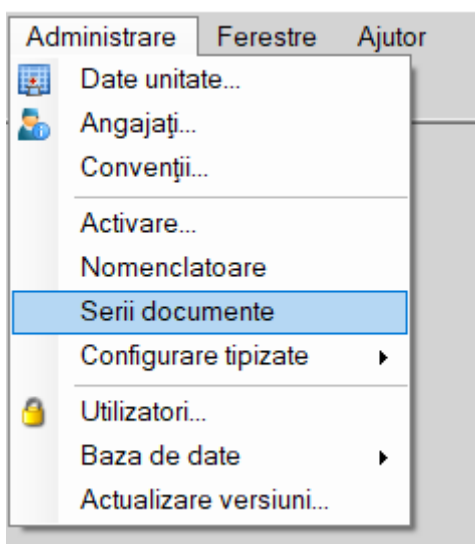 Administrare Ferestre Ajutor
Date unitate...
Angajaţi...
Convenţii...
Activare...
Nomenclatoare
Serii documente
Configurare tipizate
Utilizatori...
Baza de date
Actualizare versiuni...